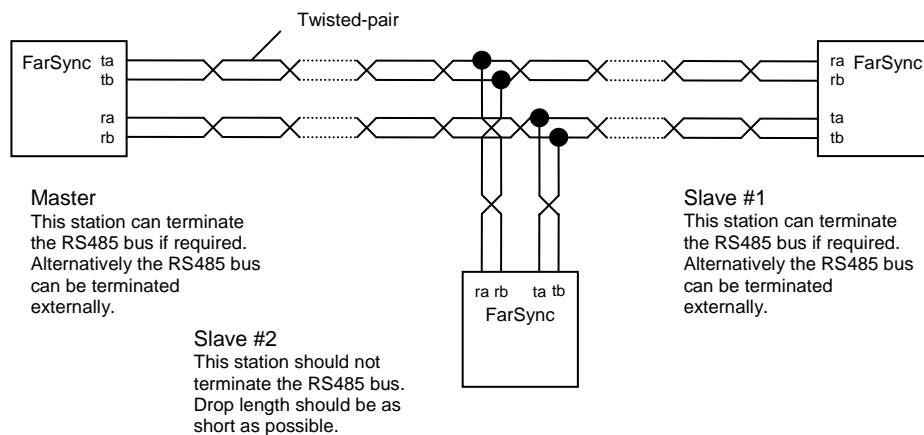 Twisted-pair
FarSync ta
tb
ra
rb
ra FarSync
rb
ta
tb
Master
This station can terminate
the RS485 bus if required.
Alternatively the RS485 bus
can be terminated
externally.
Slave #1
This station can terminate
the RS485 bus if required.
Alternatively the RS485 bus
can be terminated
externally.
ra rb ta tb
FarSync
Slave #2
This station should not
terminate the RS485 bus.
Drop length should be as
short as possible.